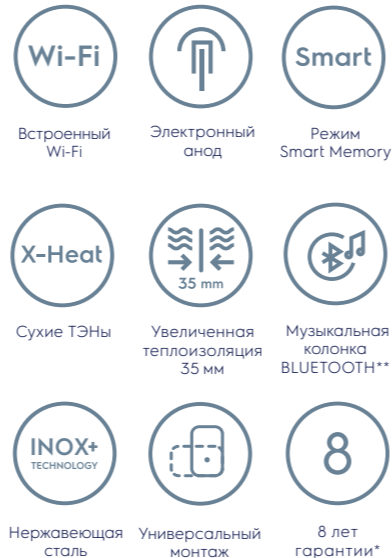 Wi-Fi
Встроенный
Wi-Fi
Электронный
анод
Smart
Режим
Smart Memory
X-Heat
Сухие ТЭНы
35 mm
Увеличенная
теплоизоляция
35 мм
Музыкальная
колонка
BLUETOOTH**
INOX+
TECHNOLOGY
Нержавеющая
сталь
Универсальный
монтаж
8
8 лет
гарантии*